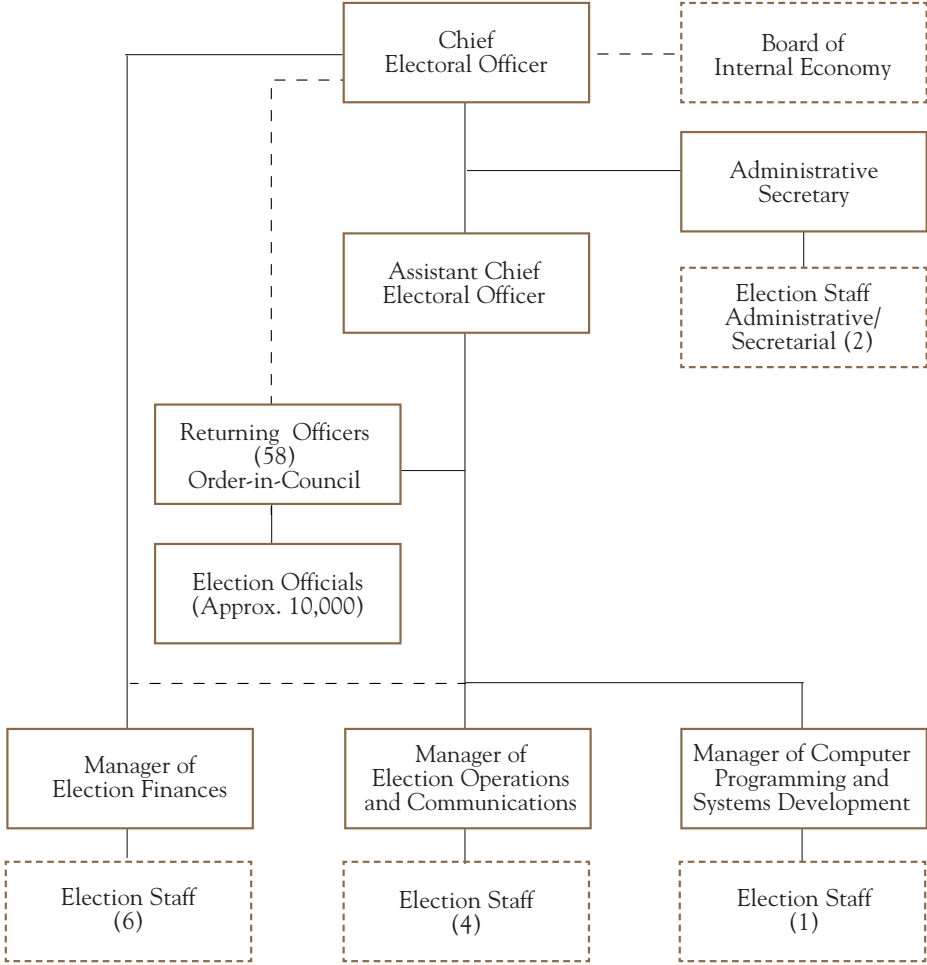 Chief
Electoral Officer
Board of
Internal Economy
Administrative
Secretary
Assistant Chief
Electoral Officer
Election Staff
Administrative/
Secretarial (2)
Returning Officers
(58)
Order-in-Council
Election Officials
(Approx. 10,000)
Manager of
Election Finances
Manager of
Election Operations
and Communications
Manager of Computer
Programming and
Systems Development
Election Staff
(6)
Election Staff
(4)
Election Staff
(1)